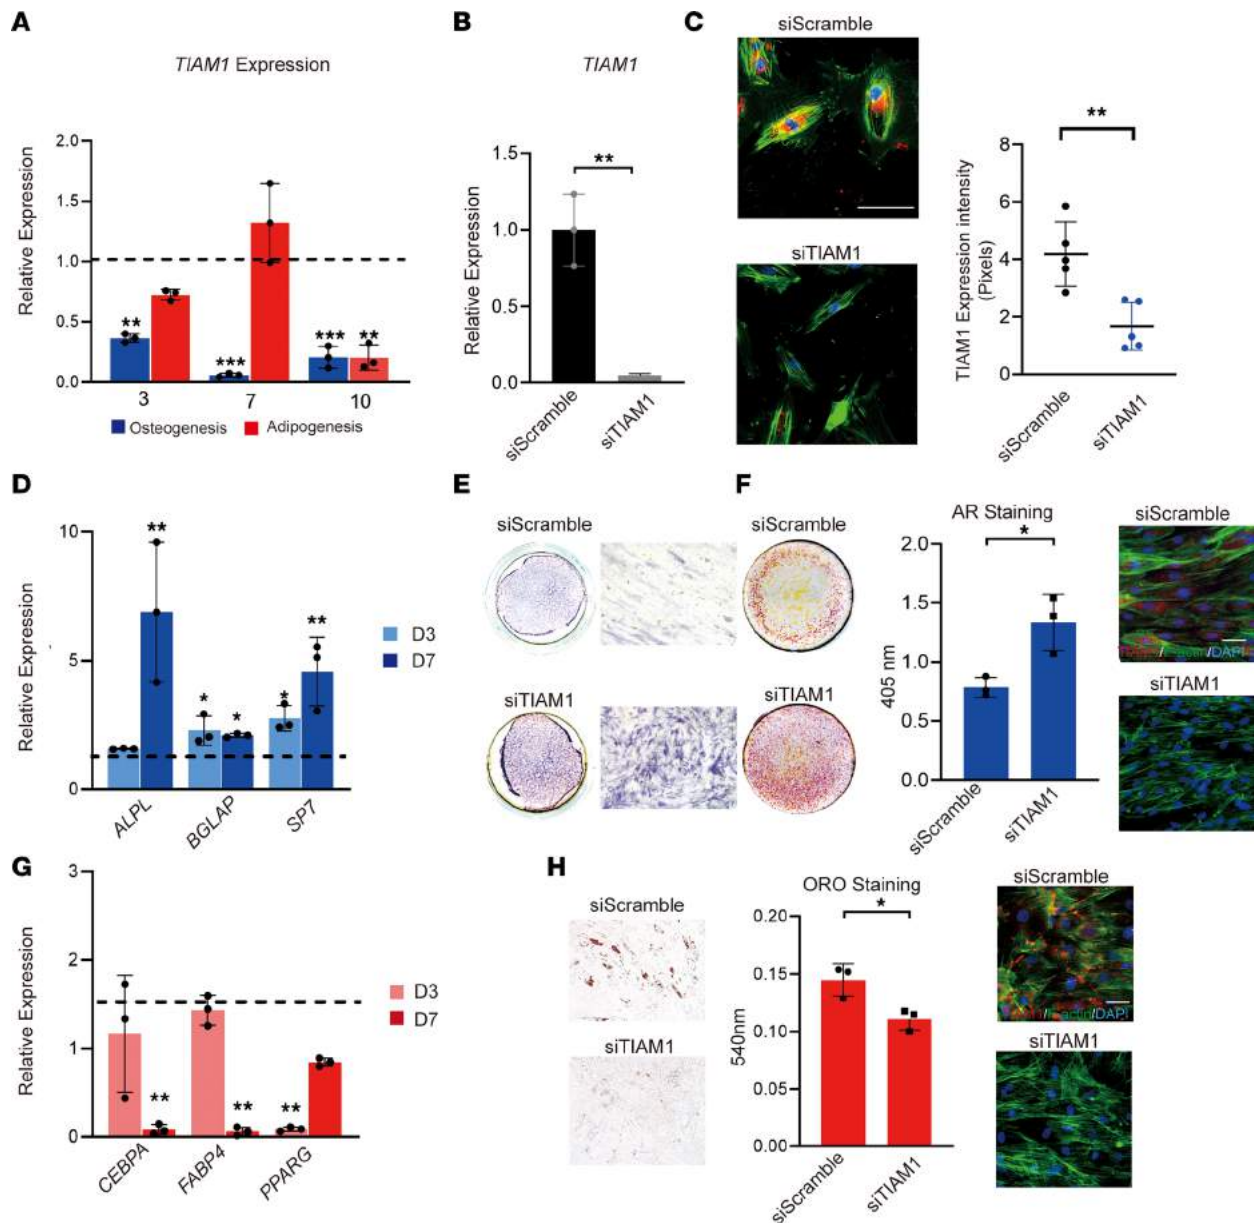 A
TIAM1 Expression
Relative Expression
2.0
1.5
1.0
0.5
0.0
**
***
***
**
3
7
10
Osteogenesis
Adipogenesis
B
TIAM1
Relative Expression
1.5
1.0
0.5
0.0
**
siScramble
siTIAM1
C
siScramble
siTIAM1
TIAM1 Expression intensity
(Pixels)
8
6
4
2
0
**
siScramble
siTIAM1
D
Relative Expression
10
5
0
**
*
*
*
**
D3
D7
ALPL
BGLAP
SP7
E
siScramble
siTIAM1
F
siScramble
siTIAM1
AR Staining
405 nm
2.0
1.5
1.0
0.5
0.0
*
siScramble
siTIAM1
siScramble
/DAPI
siTIAM1
G
Relative Expression
3
2
1
0
**
**
**
D3
D7
CEBPA
FABP4
PPARG
H
siScramble
siTIAM1
ORO Staining
540nm
0.20
0.15
0.10
0.05
0.00
*
siScramble
siTIAM1
siScramble
/DAPI
siTIAM1